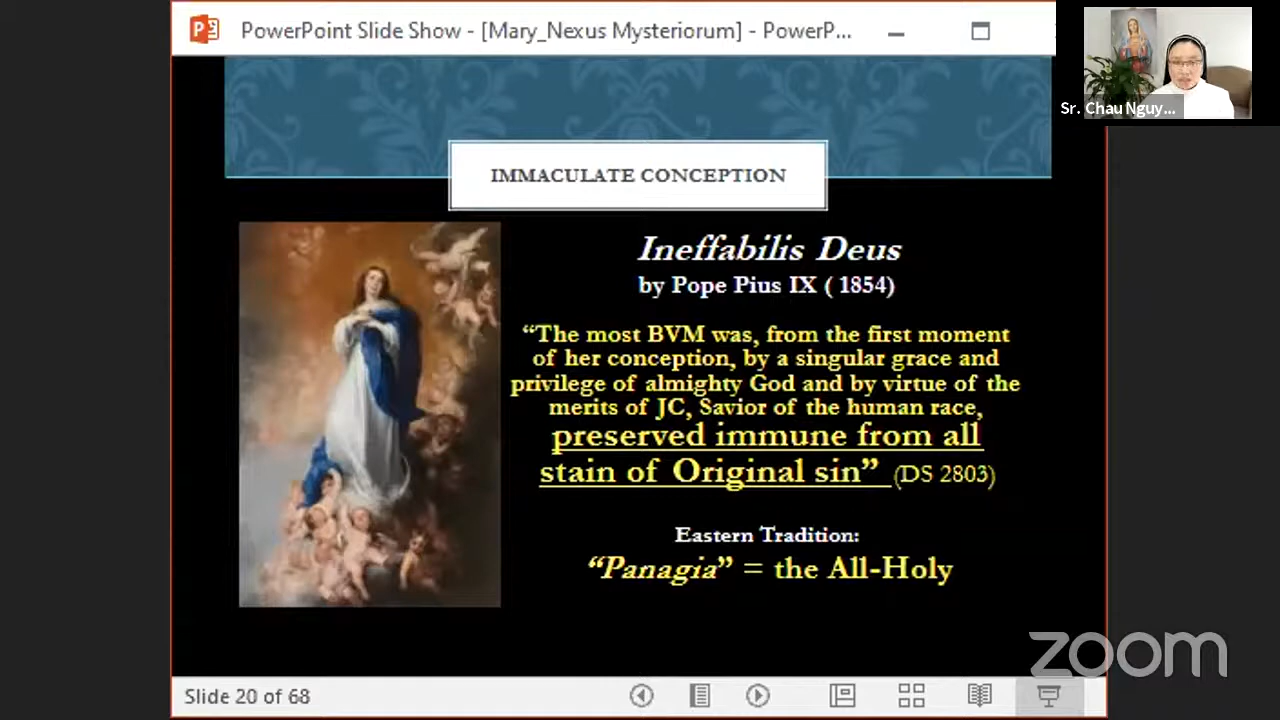 PowerPoint Slide Show - [Mary_Nexus Mysteriorum] - PowerP...
Sr. Chau Nguy...
IMMACULATE CONCEPTION
Ineffabilis Deus
by Pope Pius IX ( 1854)
“The most BVM was, from the first moment
of her conception, by a singular grace and
privilege of almighty God and by virtue of the
merits of JC, Savior of the human race,
preserved immune from all
stain of Original sin” (DS 2803)
Eastern Tradition:
“Panagia” = the All-Holy
zoom
Slide 20 of 68